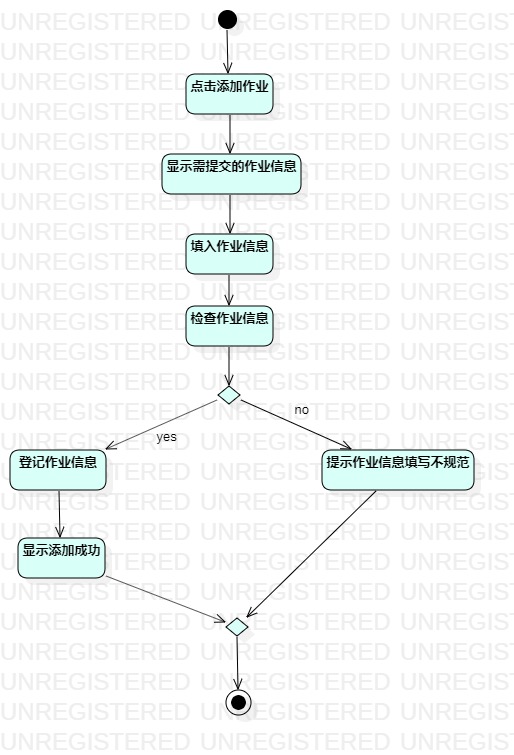 点击添加作业
显示需提交的作业信息
填入作业信息
检查作业信息
no
yes
登记作业信息
提示作业信息填写不规范
显示添加成功
UNREGISTERED UNREGISTERED UNREGIS